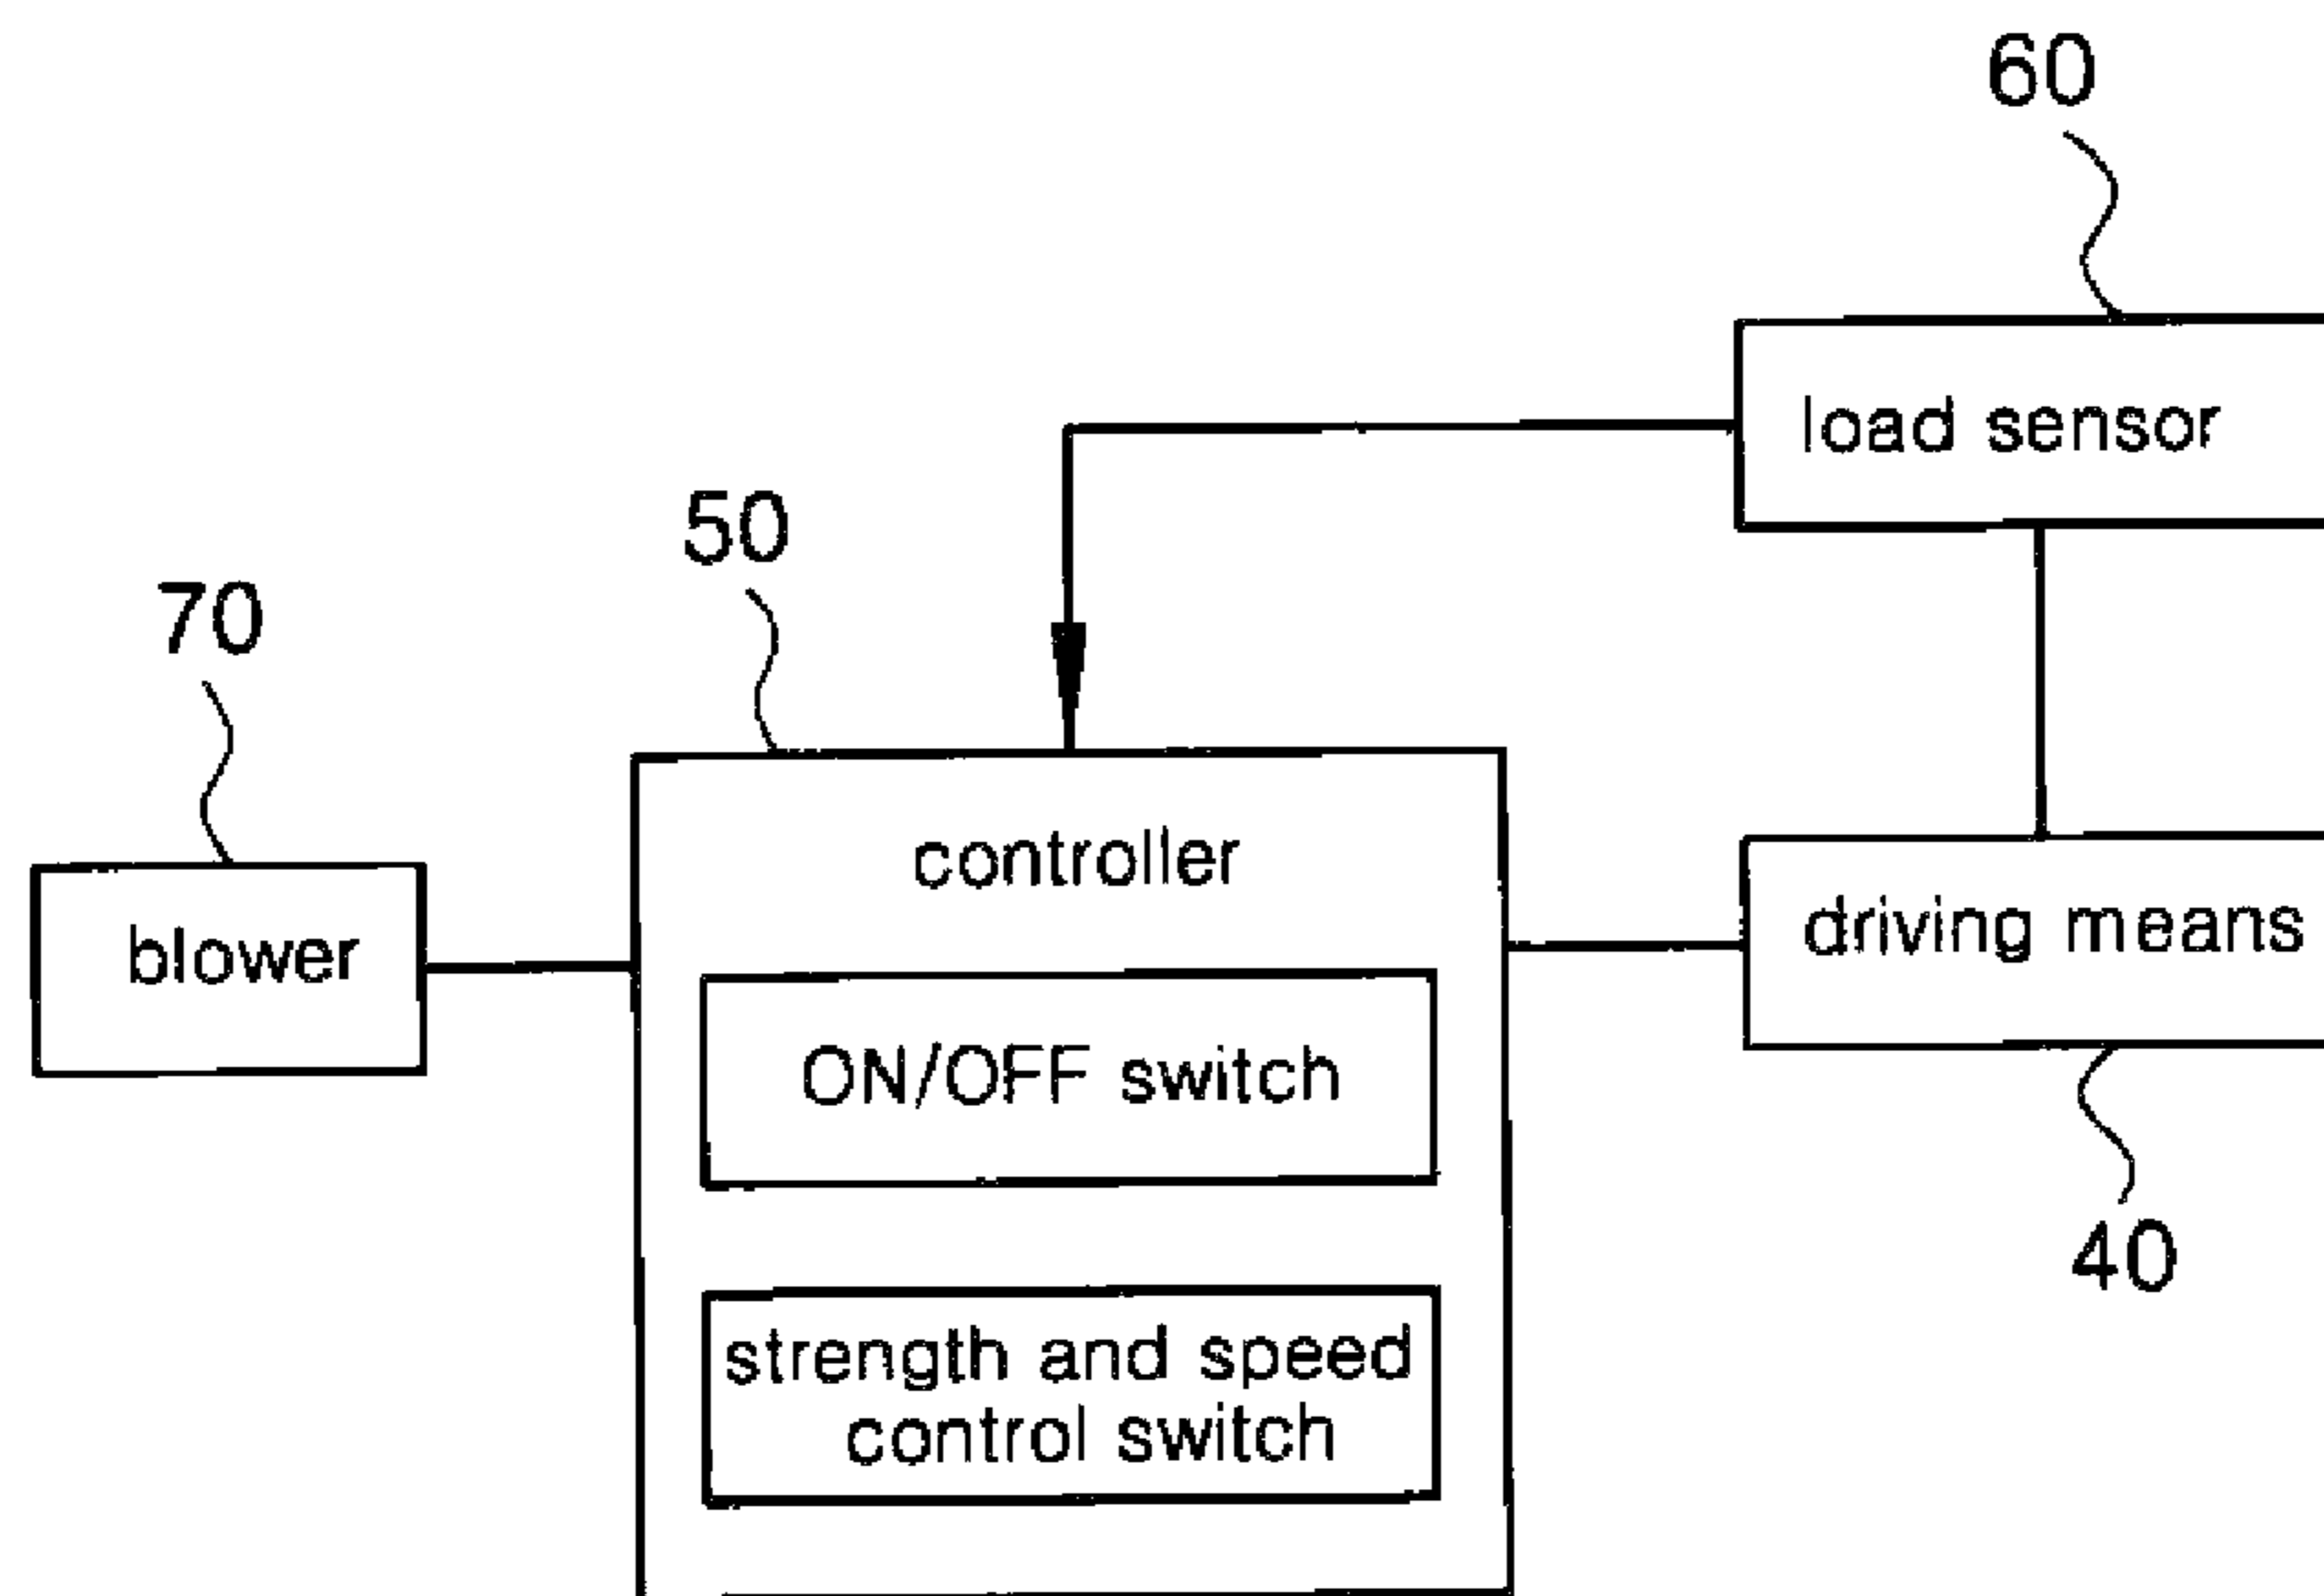 60
load sensor
50
70
controller
blower
driving means
ON/OFF switch
40
strength and speed
control switch